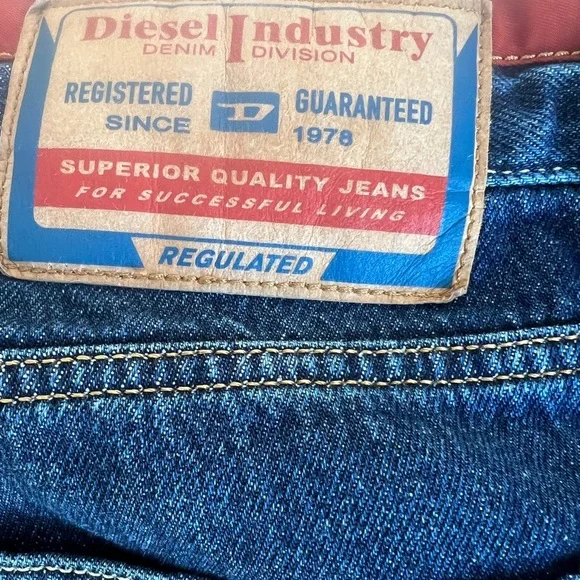 Diesel Industry
DENIM DIVISION
REGISTERED D GUARANTEED
SINCE 1978
SUPERIOR QUALITY JEANS
FOR SUCCESSFUL LIVING
REGULATED